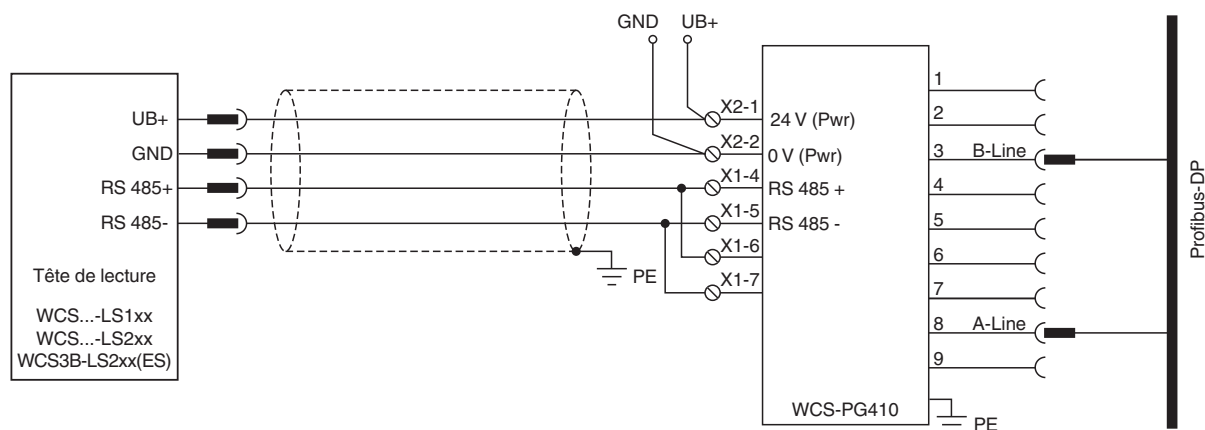 GND UB+
UB+
GND
RS 485+
RS 485-
Tête de lecture
WCS...-LS1xx
WCS...-LS2xx
WCS3B-LS2xx(ES)
PE
X2-1
X2-2
X1-4
X1-5
X1-6
X1-7
24 V (Pwr)
0 V (Pwr)
RS 485 +
RS 485 -
WCS-PG410
1
2
3 B-Line
4
5
6
7
8 A-Line
9
PE
Profibus-DP